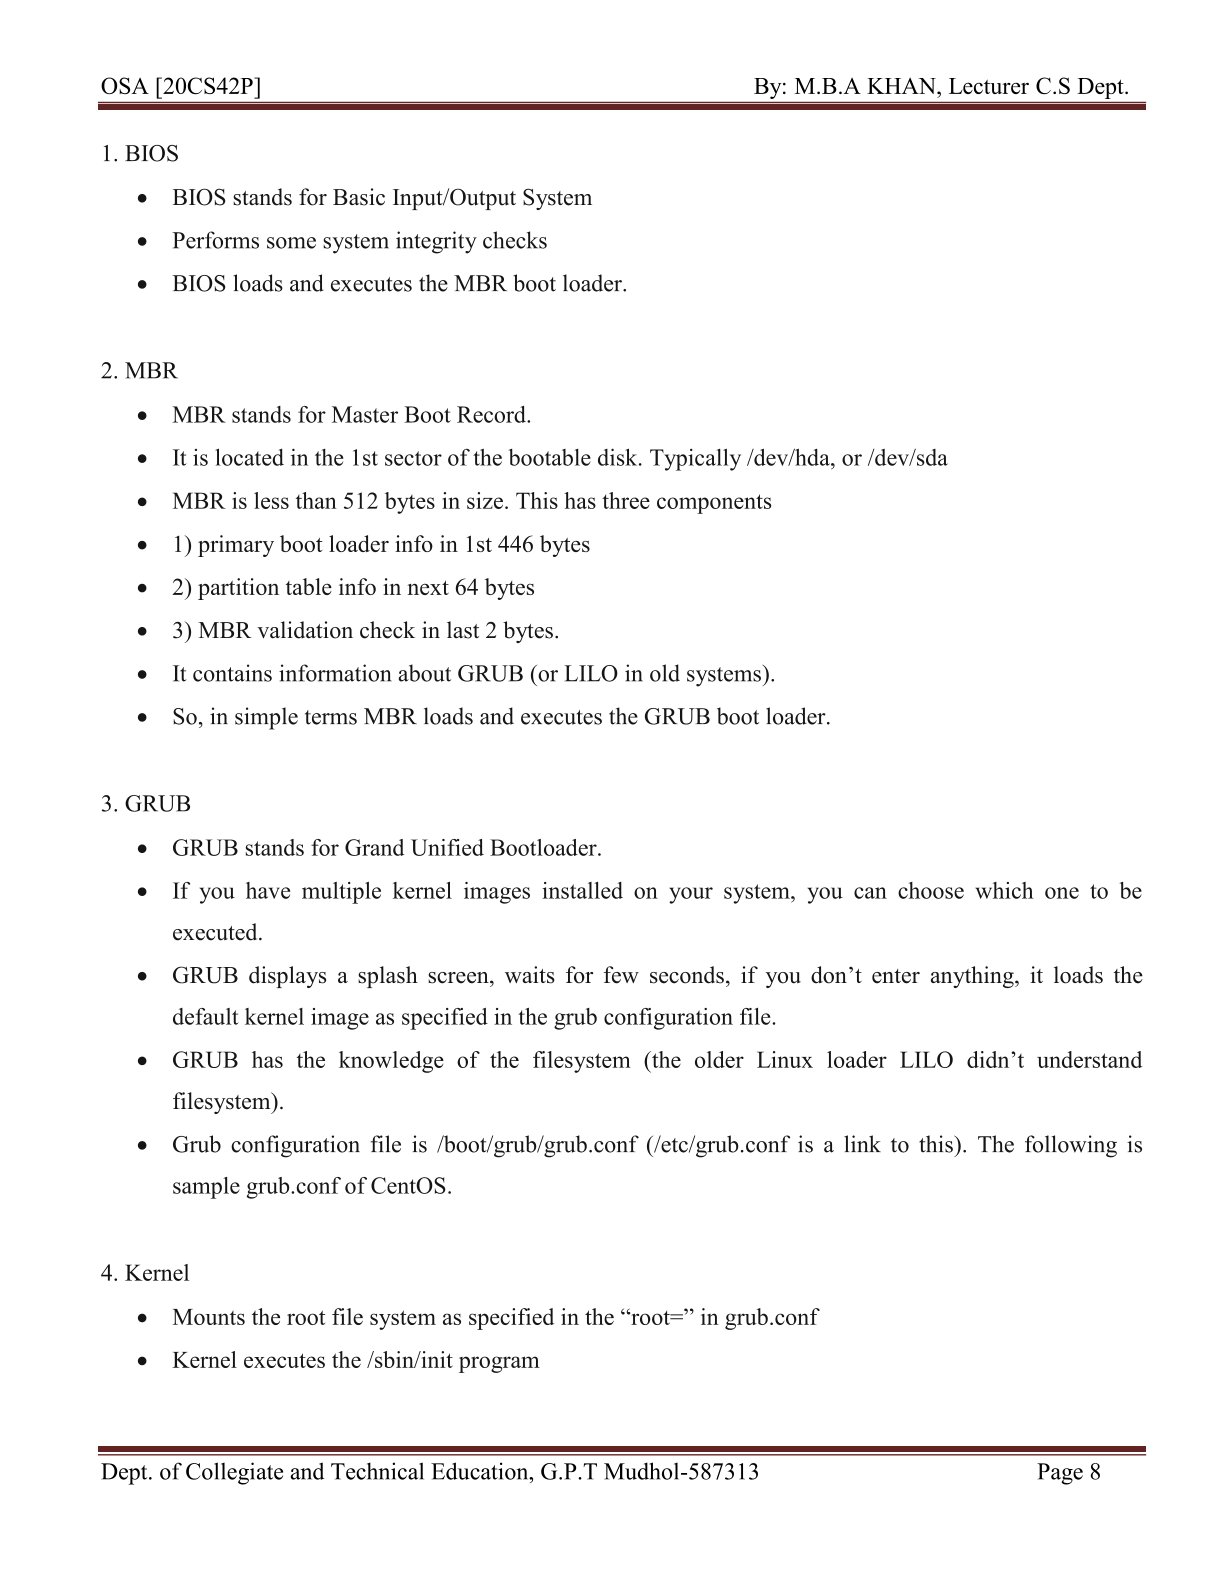 OSA [20CS42P] By: M.B.A KHAN, Lecturer C.S Dept.
1. BIOS
• BIOS stands for Basic Input/Output System
• Performs some system integrity checks
• BIOS loads and executes the MBR boot loader.
2. MBR
• MBR stands for Master Boot Record.
• It is located in the 1st sector of the bootable disk. Typically /dev/hda, or /dev/sda
• MBR is less than 512 bytes in size. This has three components
• 1) primary boot loader info in 1st 446 bytes
• 2) partition table info in next 64 bytes
• 3) MBR validation check in last 2 bytes.
• It contains information about GRUB (or LILO in old systems).
• So, in simple terms MBR loads and executes the GRUB boot loader.
3. GRUB
• GRUB stands for Grand Unified Bootloader.
• If you have multiple kernel images installed on your system, you can choose which one to be
executed.
• GRUB displays a splash screen, waits for few seconds, if you don’t enter anything, it loads the
default kernel image as specified in the grub configuration file.
• GRUB has the knowledge of the filesystem (the older Linux loader LILO didn’t understand
filesystem).
• Grub configuration file is /boot/grub/grub.conf (/etc/grub.conf is a link to this). The following is
sample grub.conf of CentOS.
4. Kernel
• Mounts the root file system as specified in the “root=” in grub.conf
• Kernel executes the /sbin/init program
Dept. of Collegiate and Technical Education, G.P.T Mudhol-587313 Page 8